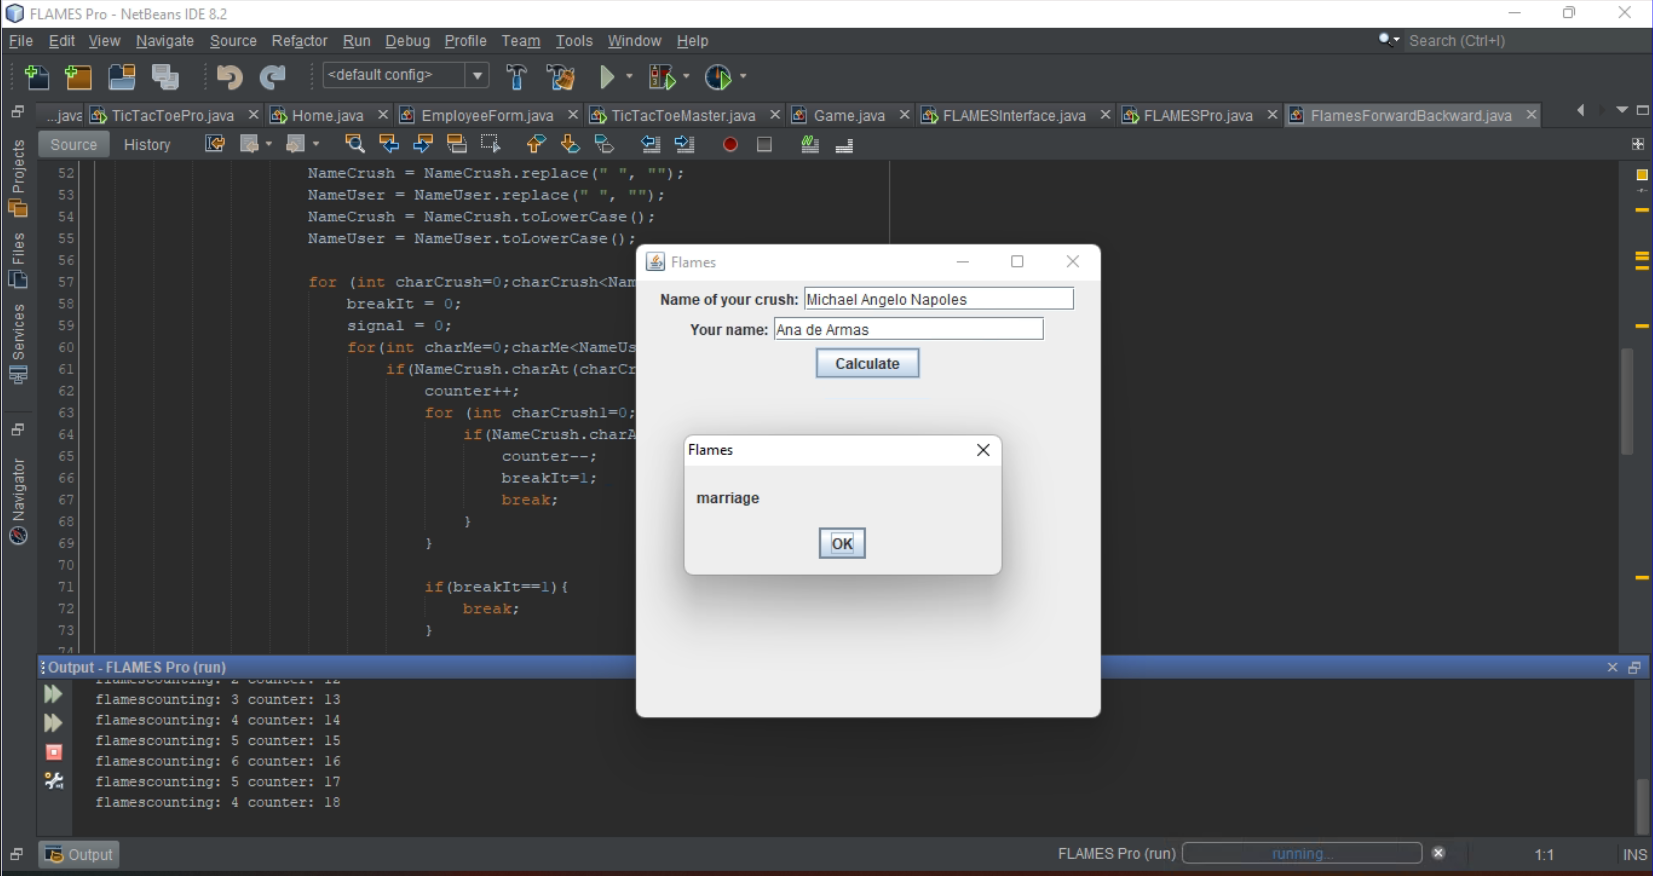 FLAMES Pro - NetBeans IDE 8.2
File Edit View Navigate Source Refactor Run Debug Profile Team Tools Window Help
Search (Ctrl+I)
<default config>
...java TicTacToePro.java Home.java EmployeeForm.java TicTacToeMaster.java Game.java FLAMESInterface.java FLAMESPro.java FlamesForwardBackward.java
Source History
Projects
Files
Services
Navigator
52 NameCrush = NameCrush.replace(" ", "");
53 NameUser = NameUser.replace(" ", "");
54 NameCrush = NameCrush.toLowerCase();
55 NameUser = NameUser.toLowerCase();
56
57 for (int charCrush=0;charCrush<Nam
58 breakIt = 0;
59 signal = 0;
60 for(int charMe=0;charMe<NameUs
61 if(NameCrush.charAt(charCr
62 counter++;
63 for (int charCrush1=0;
64 if(NameCrush.charA
65 counter--;
66 breakIt=1;
67 break;
68 }
69 }
70
71 if(breakIt==1){
72 break;
73 }
74
Flames
Name of your crush: Michael Angelo Napoles
Your name: Ana de Armas
Calculate
Flames
marriage
OK
Output - FLAMES Pro (run)
flamescounting: 2 counter: 12
flamescounting: 3 counter: 13
flamescounting: 4 counter: 14
flamescounting: 5 counter: 15
flamescounting: 6 counter: 16
flamescounting: 5 counter: 17
flamescounting: 4 counter: 18
Output
FLAMES Pro (run) running... 1:1 INS